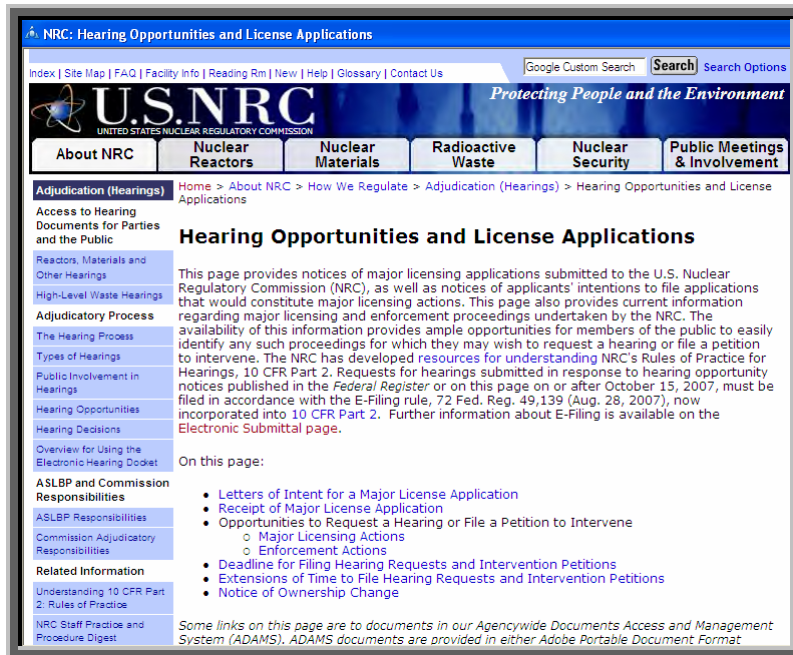 NRC: Hearing Opportunities and License Applications
Index | Site Map | FAQ | Facility Info | Reading Rm | New | Help | Glossary | Contact Us
Google Custom Search Search Search Options
U.S.NRC
UNITED STATES NUCLEAR REGULATORY COMMISSION
Protecting People and the Environment
About NRC
Nuclear Reactors
Nuclear Materials
Radioactive Waste
Nuclear Security
Public Meetings & Involvement
Adjudication (Hearings)
Access to Hearing
Documents for Parties
and the Public
Reactors, Materials and
Other Hearings
High-Level Waste Hearings
Adjudicatory Process
The Hearing Process
Types of Hearings
Public Involvement in
Hearings
Hearing Opportunities
Hearing Decisions
Overview for Using the
Electronic Hearing Docket
ASLBP and Commission
Responsibilities
ASLBP Responsibilities
Commission Adjudicatory
Responsibilities
Related Information
Understanding 10 CFR Part
2: Rules of Practice
NRC Staff Practice and
Procedure Digest
Home > About NRC > How We Regulate > Adjudication (Hearings) > Hearing Opportunities and License
Applications
Hearing Opportunities and License Applications
This page provides notices of major licensing applications submitted to the U.S. Nuclear
Regulatory Commission (NRC), as well as notices of applicants' intentions to file applications
that would constitute major licensing actions. This page also provides current information
regarding major licensing and enforcement proceedings undertaken by the NRC. The
availability of this information provides ample opportunities for members of the public to easily
identify any such proceedings for which they may wish to request a hearing or file a petition
to intervene. The NRC has developed resources for understanding NRC's Rules of Practice for
Hearings, 10 CFR Part 2. Requests for hearings submitted in response to hearing opportunity
notices published in the Federal Register or on this page on or after October 15, 2007, must be
filed in accordance with the E-Filing rule, 72 Fed. Reg. 49,139 (Aug. 28, 2007), now
incorporated into 10 CFR Part 2. Further information about E-Filing is available on the
Electronic Submittal page.
On this page:
• Letters of Intent for a Major License Application
• Receipt of Major License Application
• Opportunities to Request a Hearing or File a Petition to Intervene
o Major Licensing Actions
o Enforcement Actions
• Deadline for Filing Hearing Requests and Intervention Petitions
• Extensions of Time to File Hearing Requests and Intervention Petitions
• Notice of Ownership Change
Some links on this page are to documents in our Agencywide Documents Access and Management
System (ADAMS). ADAMS documents are provided in either Adobe Portable Document Format